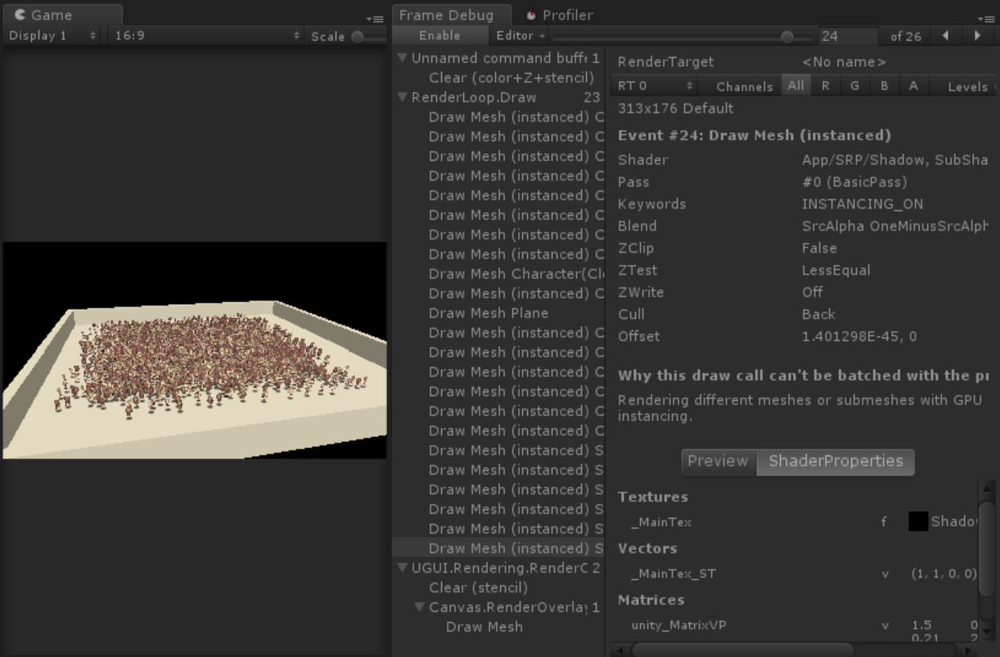 Game
Display 1 16:9 Scale
Frame Debug Profiler
Enable Editor 24 of 26
Unnamed command buffe 1
Clear (color+Z+stencil)
RenderLoop.Draw 23
Draw Mesh (instanced) C
Draw Mesh (instanced) C
Draw Mesh (instanced) C
Draw Mesh (instanced) C
Draw Mesh (instanced) C
Draw Mesh (instanced) C
Draw Mesh (instanced) C
Draw Mesh (instanced) C
Draw Mesh Character(Cl
Draw Mesh (instanced) C
Draw Mesh Plane
Draw Mesh (instanced) C
Draw Mesh (instanced) C
Draw Mesh (instanced) C
Draw Mesh (instanced) C
Draw Mesh (instanced) C
Draw Mesh (instanced) C
Draw Mesh (instanced) S
Draw Mesh (instanced) S
Draw Mesh (instanced) S
Draw Mesh (instanced) S
Draw Mesh (instanced) S
Draw Mesh (instanced) S
UGUI.Rendering.RenderO 2
Clear (stencil)
Canvas.RenderOverlay 1
Draw Mesh
RenderTarget <No name>
RT 0 Channels All R G B A Levels
313x176 Default
Event #24: Draw Mesh (instanced)
Shader App/SRP/Shadow, SubSha
Pass #0 (BasicPass)
Keywords INSTANCING_ON
Blend SrcAlpha OneMinusSrcAlph
ZClip False
ZTest LessEqual
ZWrite Off
Cull Back
Offset 1.401298E-45, 0
Why this draw call can't be batched with the pr
Rendering different meshes or submeshes with GPU
instancing.
Preview ShaderProperties
Textures
_MainTex f Shado
Vectors
_MainTex_ST v (1, 1, 0, 0)
Matrices
unity_MatrixVP v 1.5 0
0.21 2